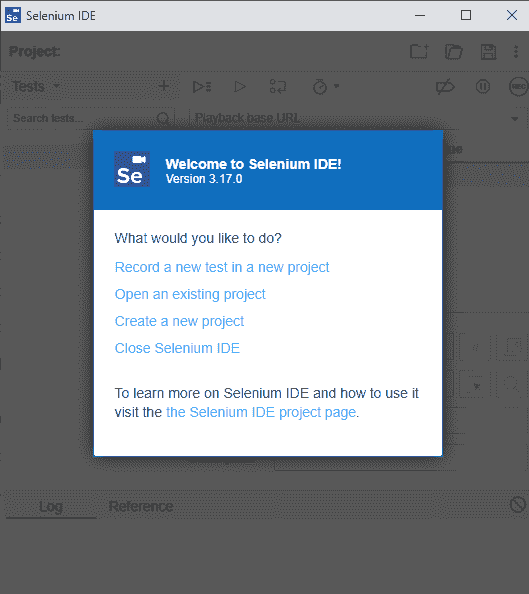 Selenium IDE
Project:
Tests
Search tests...
Playback base URL
Se
Welcome to Selenium IDE!
Version 3.17.0
What would you like to do?
Record a new test in a new project
Open an existing project
Create a new project
Close Selenium IDE
To learn more on Selenium IDE and how to use it
visit the the Selenium IDE project page.
Log
Reference